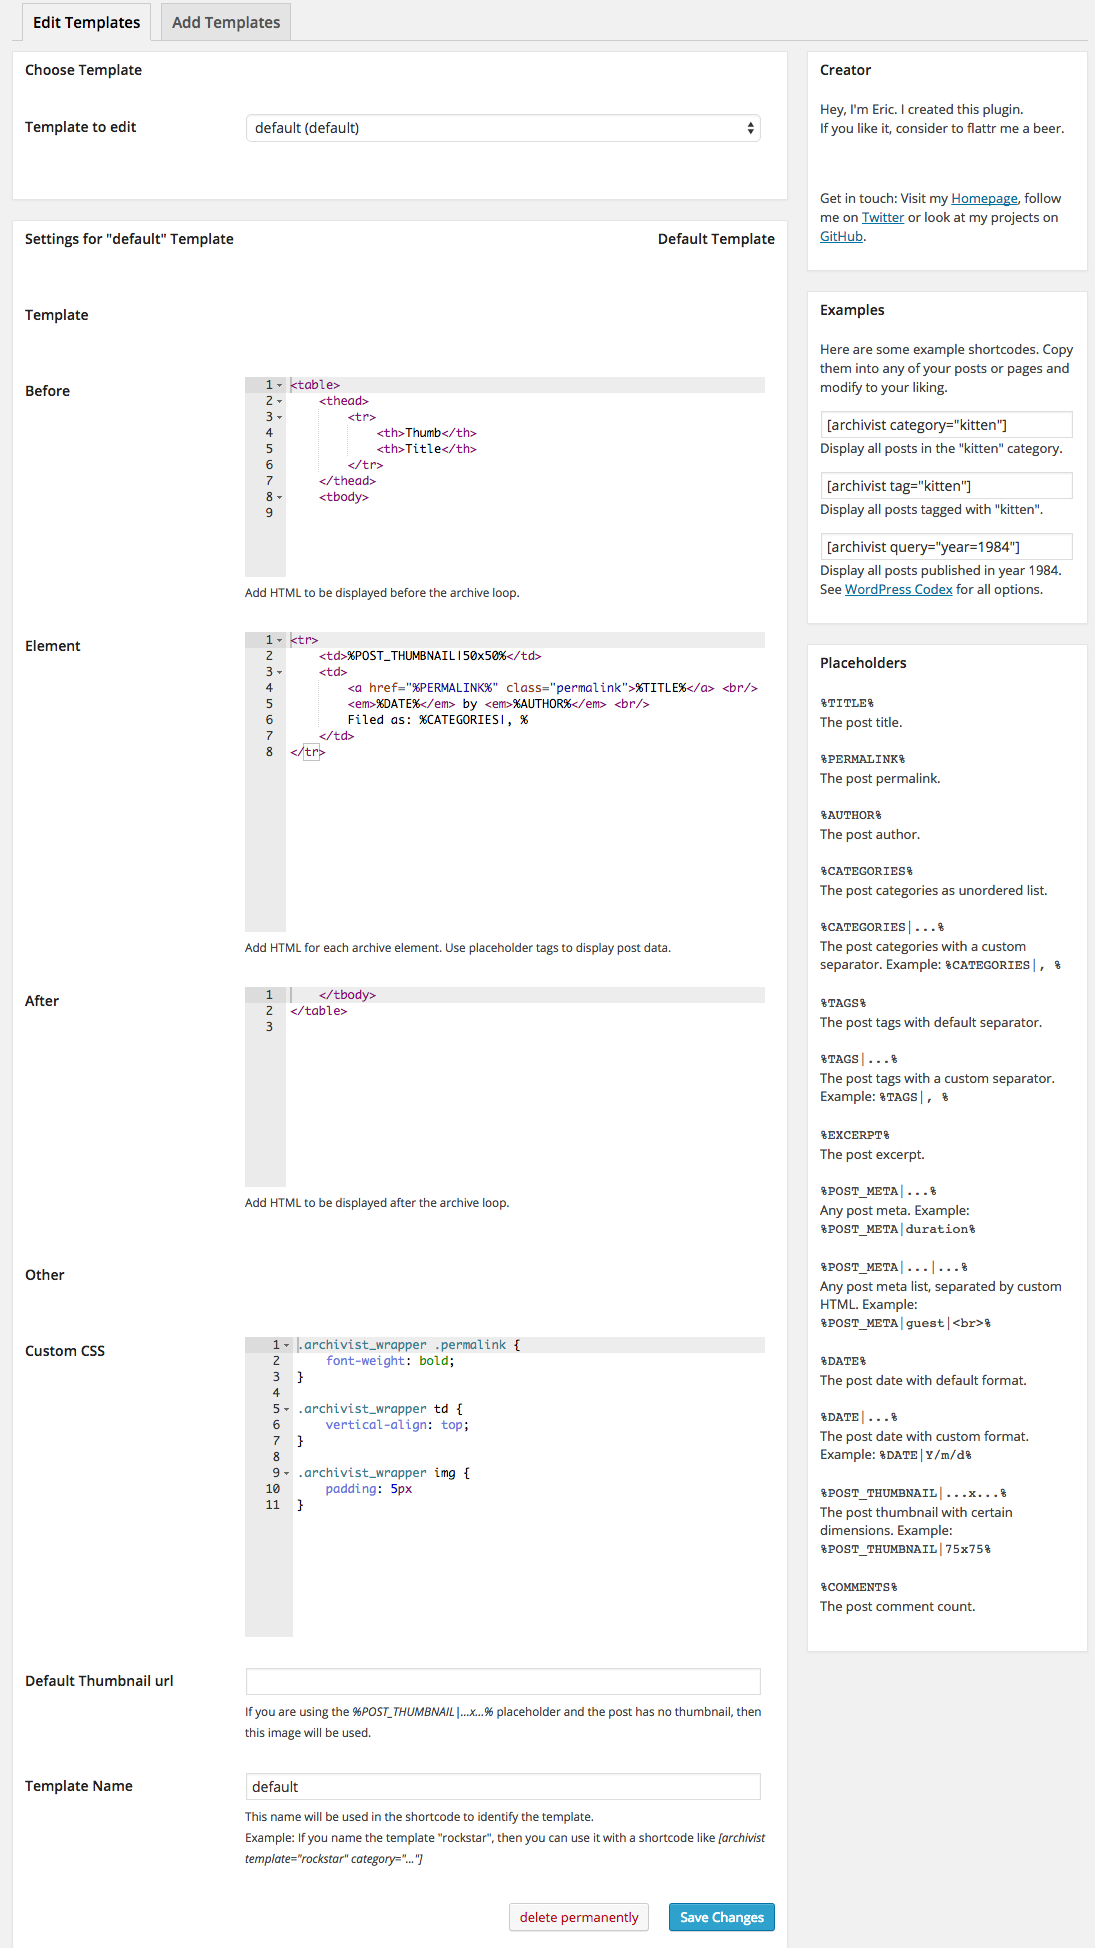 Edit Templates
Add Templates
Choose Template
Template to edit
default (default)
Settings for "default" Template
Default Template
Template
Before
1 <table>
2     <thead>
3         <tr>
4             <th>Thumb</th>
5             <th>Title</th>
6         </tr>
7     </thead>
8     <tbody>
9
Add HTML to be displayed before the archive loop.
Element
1 <tr>
2     <td>%POST_THUMBNAIL|50x50%</td>
3     <td>
4         <a href="%PERMALINK%" class="permalink">%TITLE%</a> <br/>
5         <em>%DATE%</em> by <em>%AUTHOR%</em> <br/>
6         Filed as: %CATEGORIES|, %
7     </td>
8 </tr>
Add HTML for each archive element. Use placeholder tags to display post data.
After
1     </tbody>
2 </table>
3
Add HTML to be displayed after the archive loop.
Other
Custom CSS
1 .archivist_wrapper .permalink {
2     font-weight: bold;
3 }
4
5 .archivist_wrapper td {
6     vertical-align: top;
7 }
8
9 .archivist_wrapper img {
10     padding: 5px
11 }
Default Thumbnail url
If you are using the %POST_THUMBNAIL|...x...% placeholder and the post has no thumbnail, then
this image will be used.
Template Name
default
This name will be used in the shortcode to identify the template.
Example: If you name the template "rockstar", then you can use it with a shortcode like [archivist
template="rockstar" category="..."]
delete permanently
Save Changes
Creator
Hey, I'm Eric. I created this plugin.
If you like it, consider to flattr me a beer.
Get in touch: Visit my Homepage, follow
me on Twitter or look at my projects on
GitHub.
Examples
Here are some example shortcodes. Copy
them into any of your posts or pages and
modify to your liking.
[archivist category="kitten"]
Display all posts in the "kitten" category.
[archivist tag="kitten"]
Display all posts tagged with "kitten".
[archivist query="year=1984"]
Display all posts published in year 1984.
See WordPress Codex for all options.
Placeholders
%TITLE%
The post title.
%PERMALINK%
The post permalink.
%AUTHOR%
The post author.
%CATEGORIES%
The post categories as unordered list.
%CATEGORIES|...%
The post categories with a custom
separator. Example: %CATEGORIES|, %
%TAGS%
The post tags with default separator.
%TAGS|...%
The post tags with a custom separator.
Example: %TAGS|, %
%EXCERPT%
The post excerpt.
%POST_META|...%
Any post meta. Example:
%POST_META|duration%
%POST_META|...|...%
Any post meta list, separated by custom
HTML. Example:
%POST_META|guest|<br>%
%DATE%
The post date with default format.
%DATE|...%
The post date with custom format.
Example: %DATE|Y/m/d%
%POST_THUMBNAIL|...x...%
The post thumbnail with certain
dimensions. Example:
%POST_THUMBNAIL|75x75%
%COMMENTS%
The post comment count.